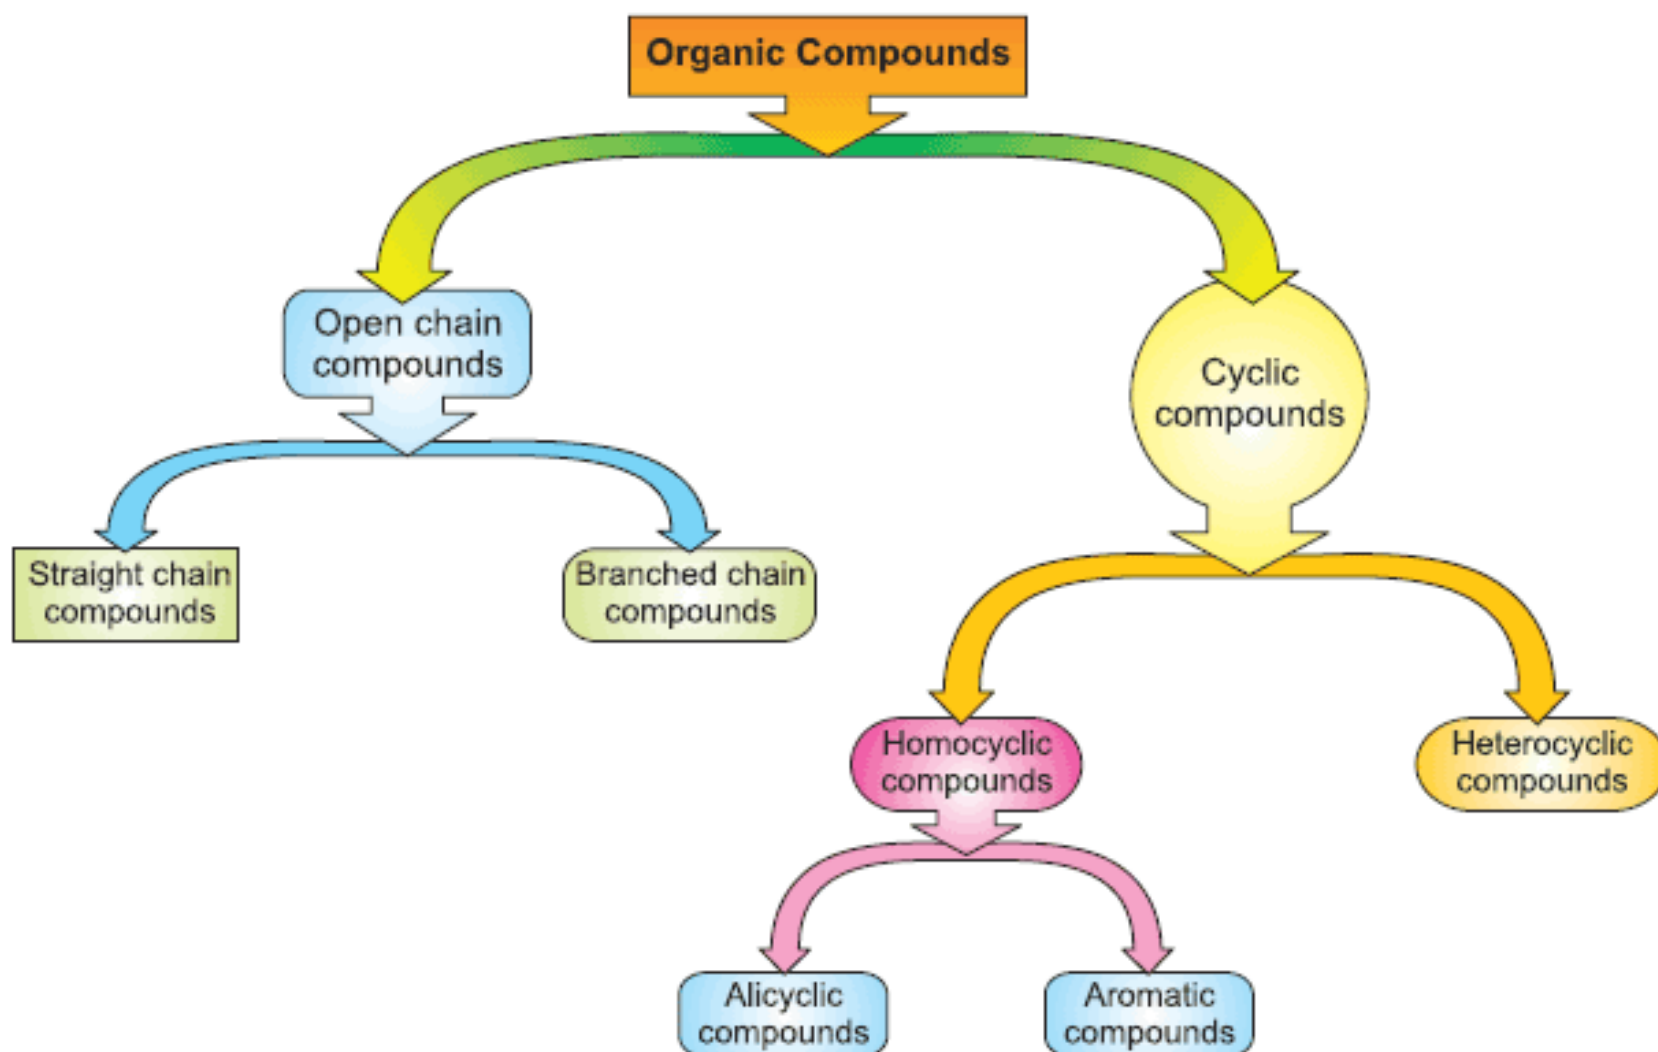 Organic Compounds
Open chain
compounds
Cyclic
compounds
Straight chain
compounds
Branched chain
compounds
Homocyclic
compounds
Heterocyclic
compounds
Alicyclic
compounds
Aromatic
compounds